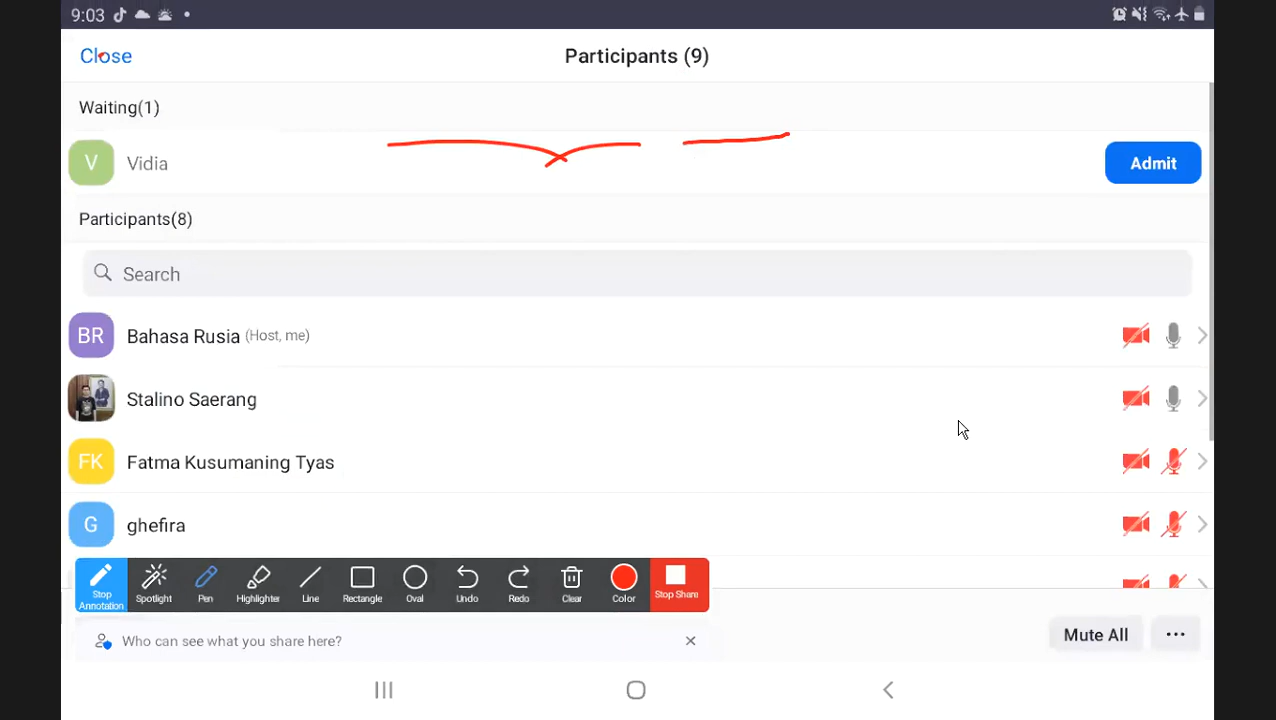 9:03
Close
Participants (9)
Waiting(1)
V Vidia
Admit
Participants(8)
Search
BR Bahasa Rusia (Host, me)
Stalino Saerang
FK Fatma Kusumaning Tyas
G ghefira
Stop Annotation Spotlight Pen Highlighter Line Rectangle Oval Undo Redo Clear Color Stop Share
Who can see what you share here?
Mute All